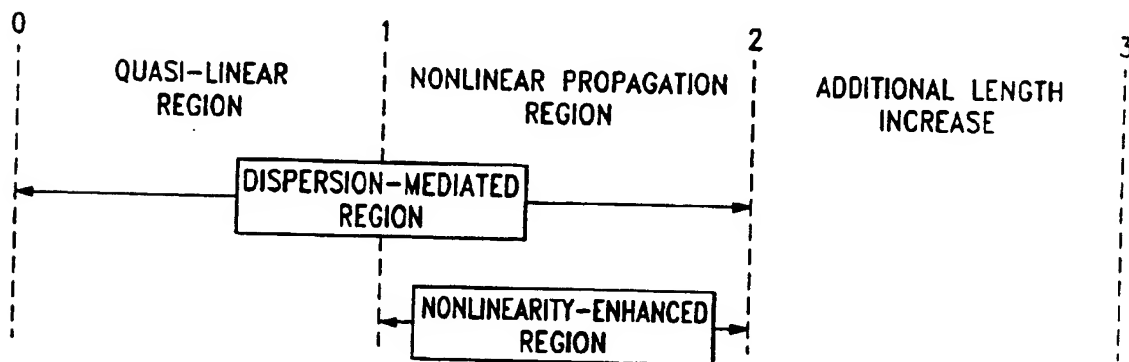 0 1 2 3
QUASI-LINEAR
REGION
NONLINEAR PROPAGATION
REGION
ADDITIONAL LENGTH
INCREASE
DISPERSION-MEDIATED
REGION
NONLINEARITY-ENHANCED
REGION